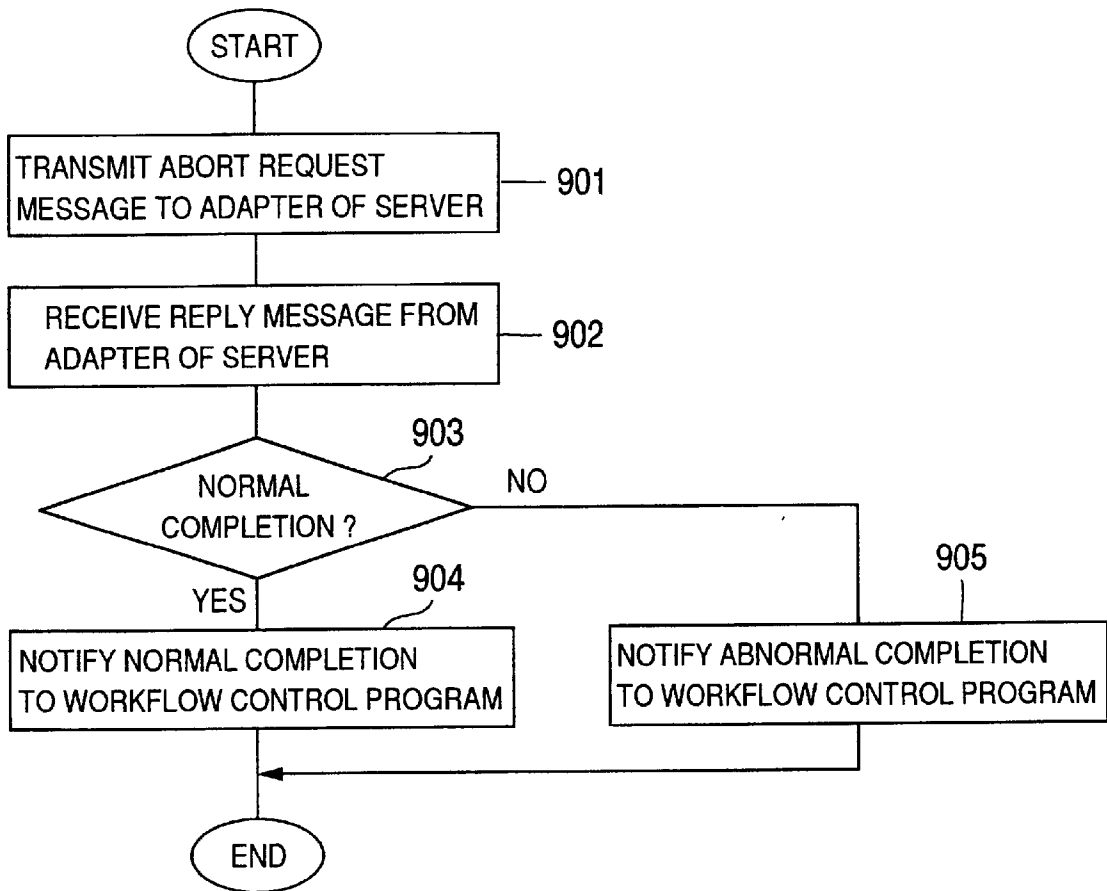 START
TRANSMIT ABORT REQUEST
MESSAGE TO ADAPTER OF SERVER
901
RECEIVE REPLY MESSAGE FROM
ADAPTER OF SERVER
902
903
NORMAL
COMPLETION ?
NO
YES
904
905
NOTIFY NORMAL COMPLETION
TO WORKFLOW CONTROL PROGRAM
NOTIFY ABNORMAL COMPLETION
TO WORKFLOW CONTROL PROGRAM
END